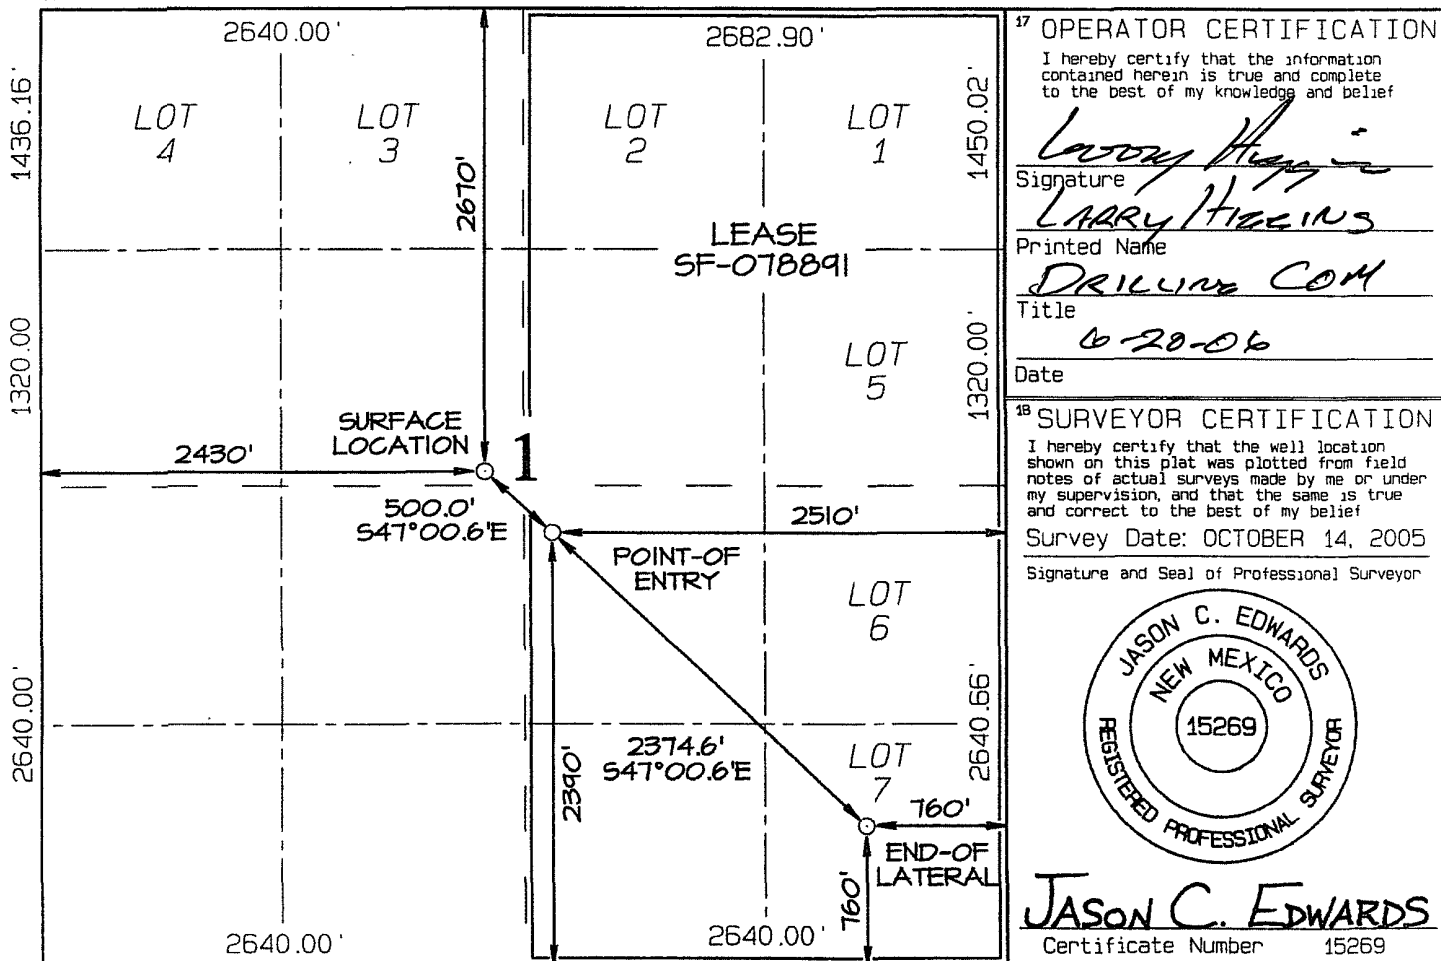 2640.00'
2682.90'
1436.16'
LOT
4
LOT
3
LOT
2
LOT
1
1450.02'
2670'
LEASE
SF-078891
1320.00
LOT
5
1320.00'
SURFACE
LOCATION
1
2430'
500.0'
S47°00.6'E
2510'
POINT-OF
ENTRY
LOT
6
2640.00'
2640.66'
2374.6'
S47°00.6'E
LOT
7
2390'
760'
END-OF
LATERAL
760'
2640.00'
2640.00'
17 OPERATOR CERTIFICATION
I hereby certify that the information
contained herein is true and complete
to the best of my knowledge and belief
Larry Higgins
Signature
LARRY HIGGINS
Printed Name
DRILLING COM
Title
6-20-06
Date
18 SURVEYOR CERTIFICATION
I hereby certify that the well location
shown on this plat was plotted from field
notes of actual surveys made by me or under
my supervision, and that the same is true
and correct to the best of my belief
Survey Date: OCTOBER 14, 2005
Signature and Seal of Professional Surveyor
JASON C. EDWARDS
NEW MEXICO
15269
REGISTERED PROFESSIONAL SURVEYOR
JASON C. EDWARDS
Certificate Number 15269